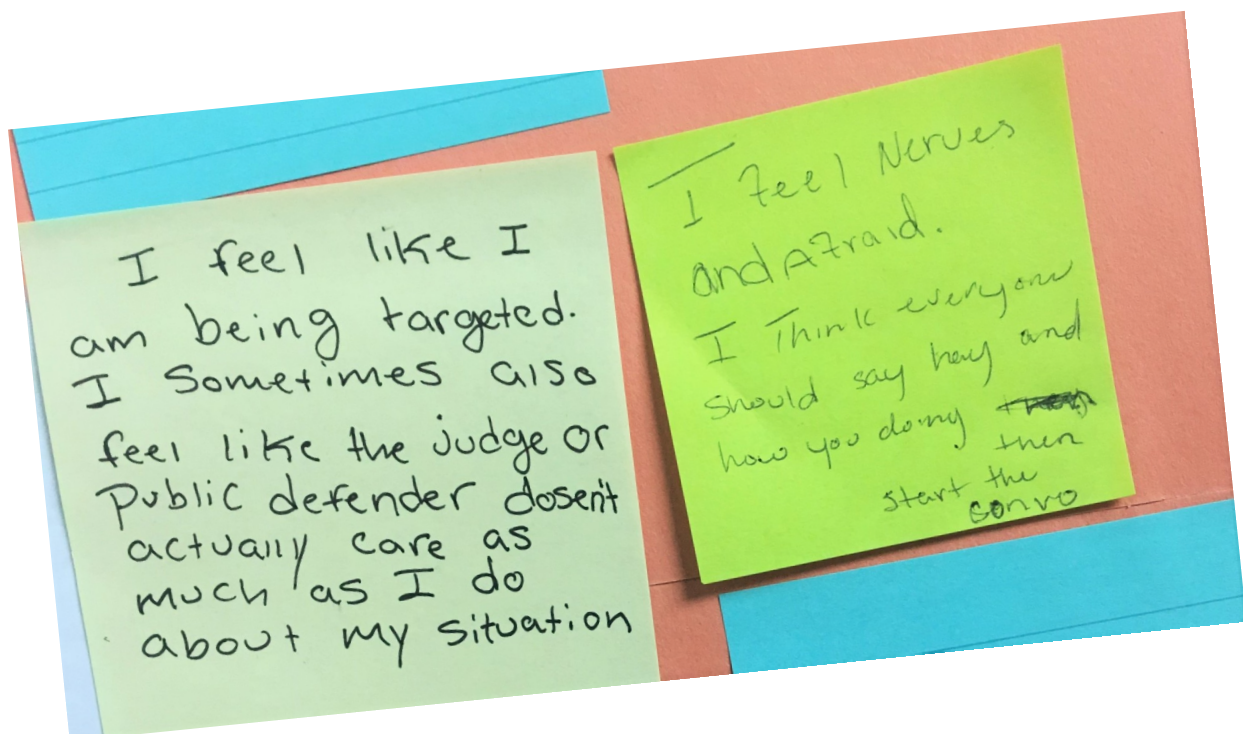 I feel like I
am being targeted.
I Sometimes also
feel like the judge or
Public defender dosen't
actually care as
much as I do
about my situation
I Feel Nerves
and Afraid.
I Think everyone
should say hay and
how you doing
then
start the
convo